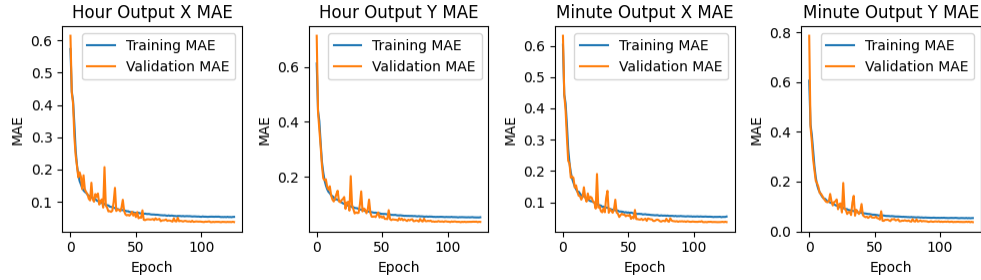 Hour Output X MAE
Training MAE
Validation MAE
0.6
0.5
0.4
0.3
0.2
0.1
MAE
0
50
100
Epoch
Hour Output Y MAE
Training MAE
Validation MAE
0.6
0.4
0.2
MAE
0
100
Epoch
Minute Output X MAE
Training MAE
Validation MAE
0.6
0.5
0.4
0.3
0.2
0.1
MAE
0
50
100
Epoch
Minute Output Y MAE
Training MAE
Validation MAE
0.8
0.6
0.4
0.2
0.0
MAE
0
50
100
Epoch